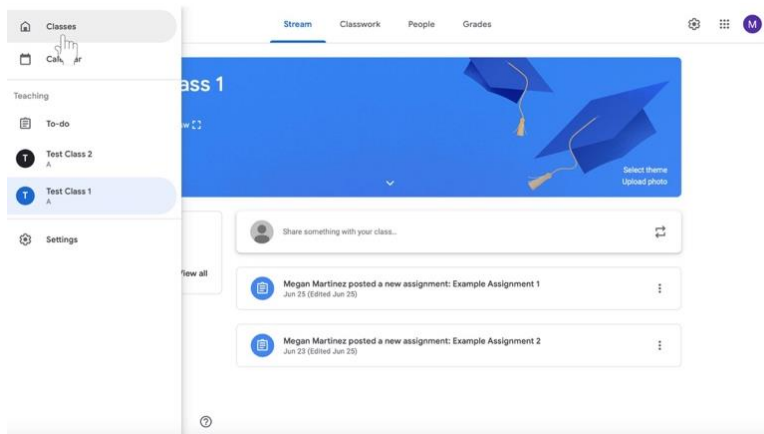 Classes
Calendar
Teaching
To-do
T
Test Class 2
A
T
Test Class 1
A
Settings
Stream Classwork People Grades
M
ass 1
Select theme
Upload photo
Share something with your class...
iew all
Megan Martinez posted a new assignment: Example Assignment 1
Jun 25 (Edited Jun 25)
Megan Martinez posted a new assignment: Example Assignment 2
Jun 23 (Edited Jun 25)